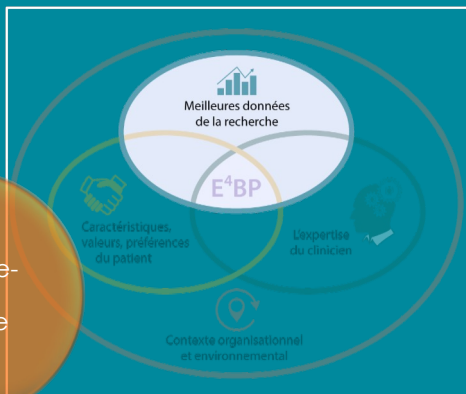 Meilleures données
de la recherche
E⁴BP
Caractéristiques,
valeurs, préférences
du patient
L'expertise
du clinicien
e-
e
Contexte organisationnel
et environnemental